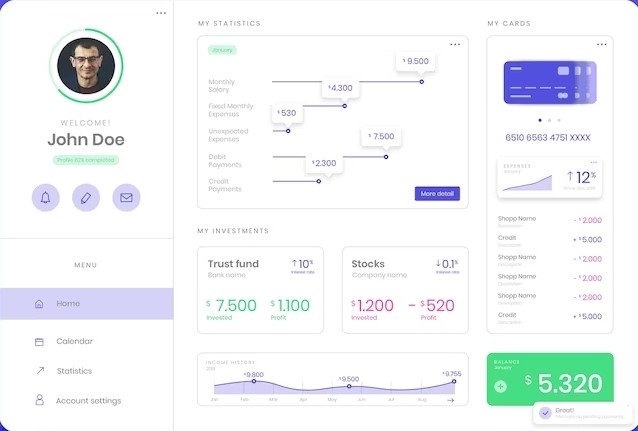 WELCOME!
John Doe
Profile 62% completed
MENU
Home
Calendar
Statistics
Account settings
MY STATISTICS
January
Monthly
Salary
$ 9.500
Fixed Monthly
Expenses
$4.300
Unexpected
Expenses
$ 530
Debit
Payments
$ 7.500
Credit
Payments
$2.300
More detail
MY INVESTMENTS
Trust fund
Bank name
↑ 10%
Interest rate
$ 7.500
Invested
$ 1.100
Profit
Stocks
Company name
↓ 0.1%
Interest rate
$ 1.200
Invested
- $ 520
Profit
INCOME HISTORY
$ 9.800
$ 9.500
$ 9.755
Jan
Feb
Mar
Apr
May
Jun
July
Aug
MY CARDS
6510 6563 4751 XXXX
EXPENSES
January
↑ 12%
Shopp Name
Description
- $ 2.000
Credit
Description
+ $ 5.000
Shopp Name
Description
- $ 2.000
Shopp Name
Description
- $ 2.000
Shopp Name
Description
- $ 2.000
Credit
Description
+ $ 5.000
BALANCE
January
$ 5.320
Great!